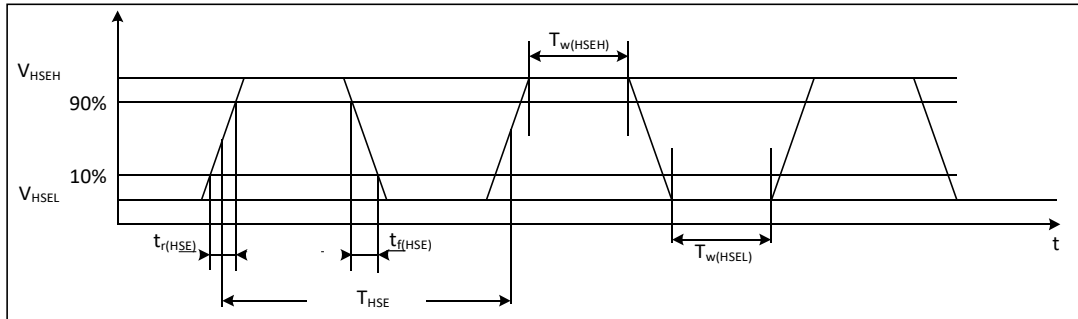 T_w(HSEH)
V_HSEH
90%
10%
V_HSEL
t_r(HSE)
t_f(HSE)
T_w(HSEL)
t
T_HSE